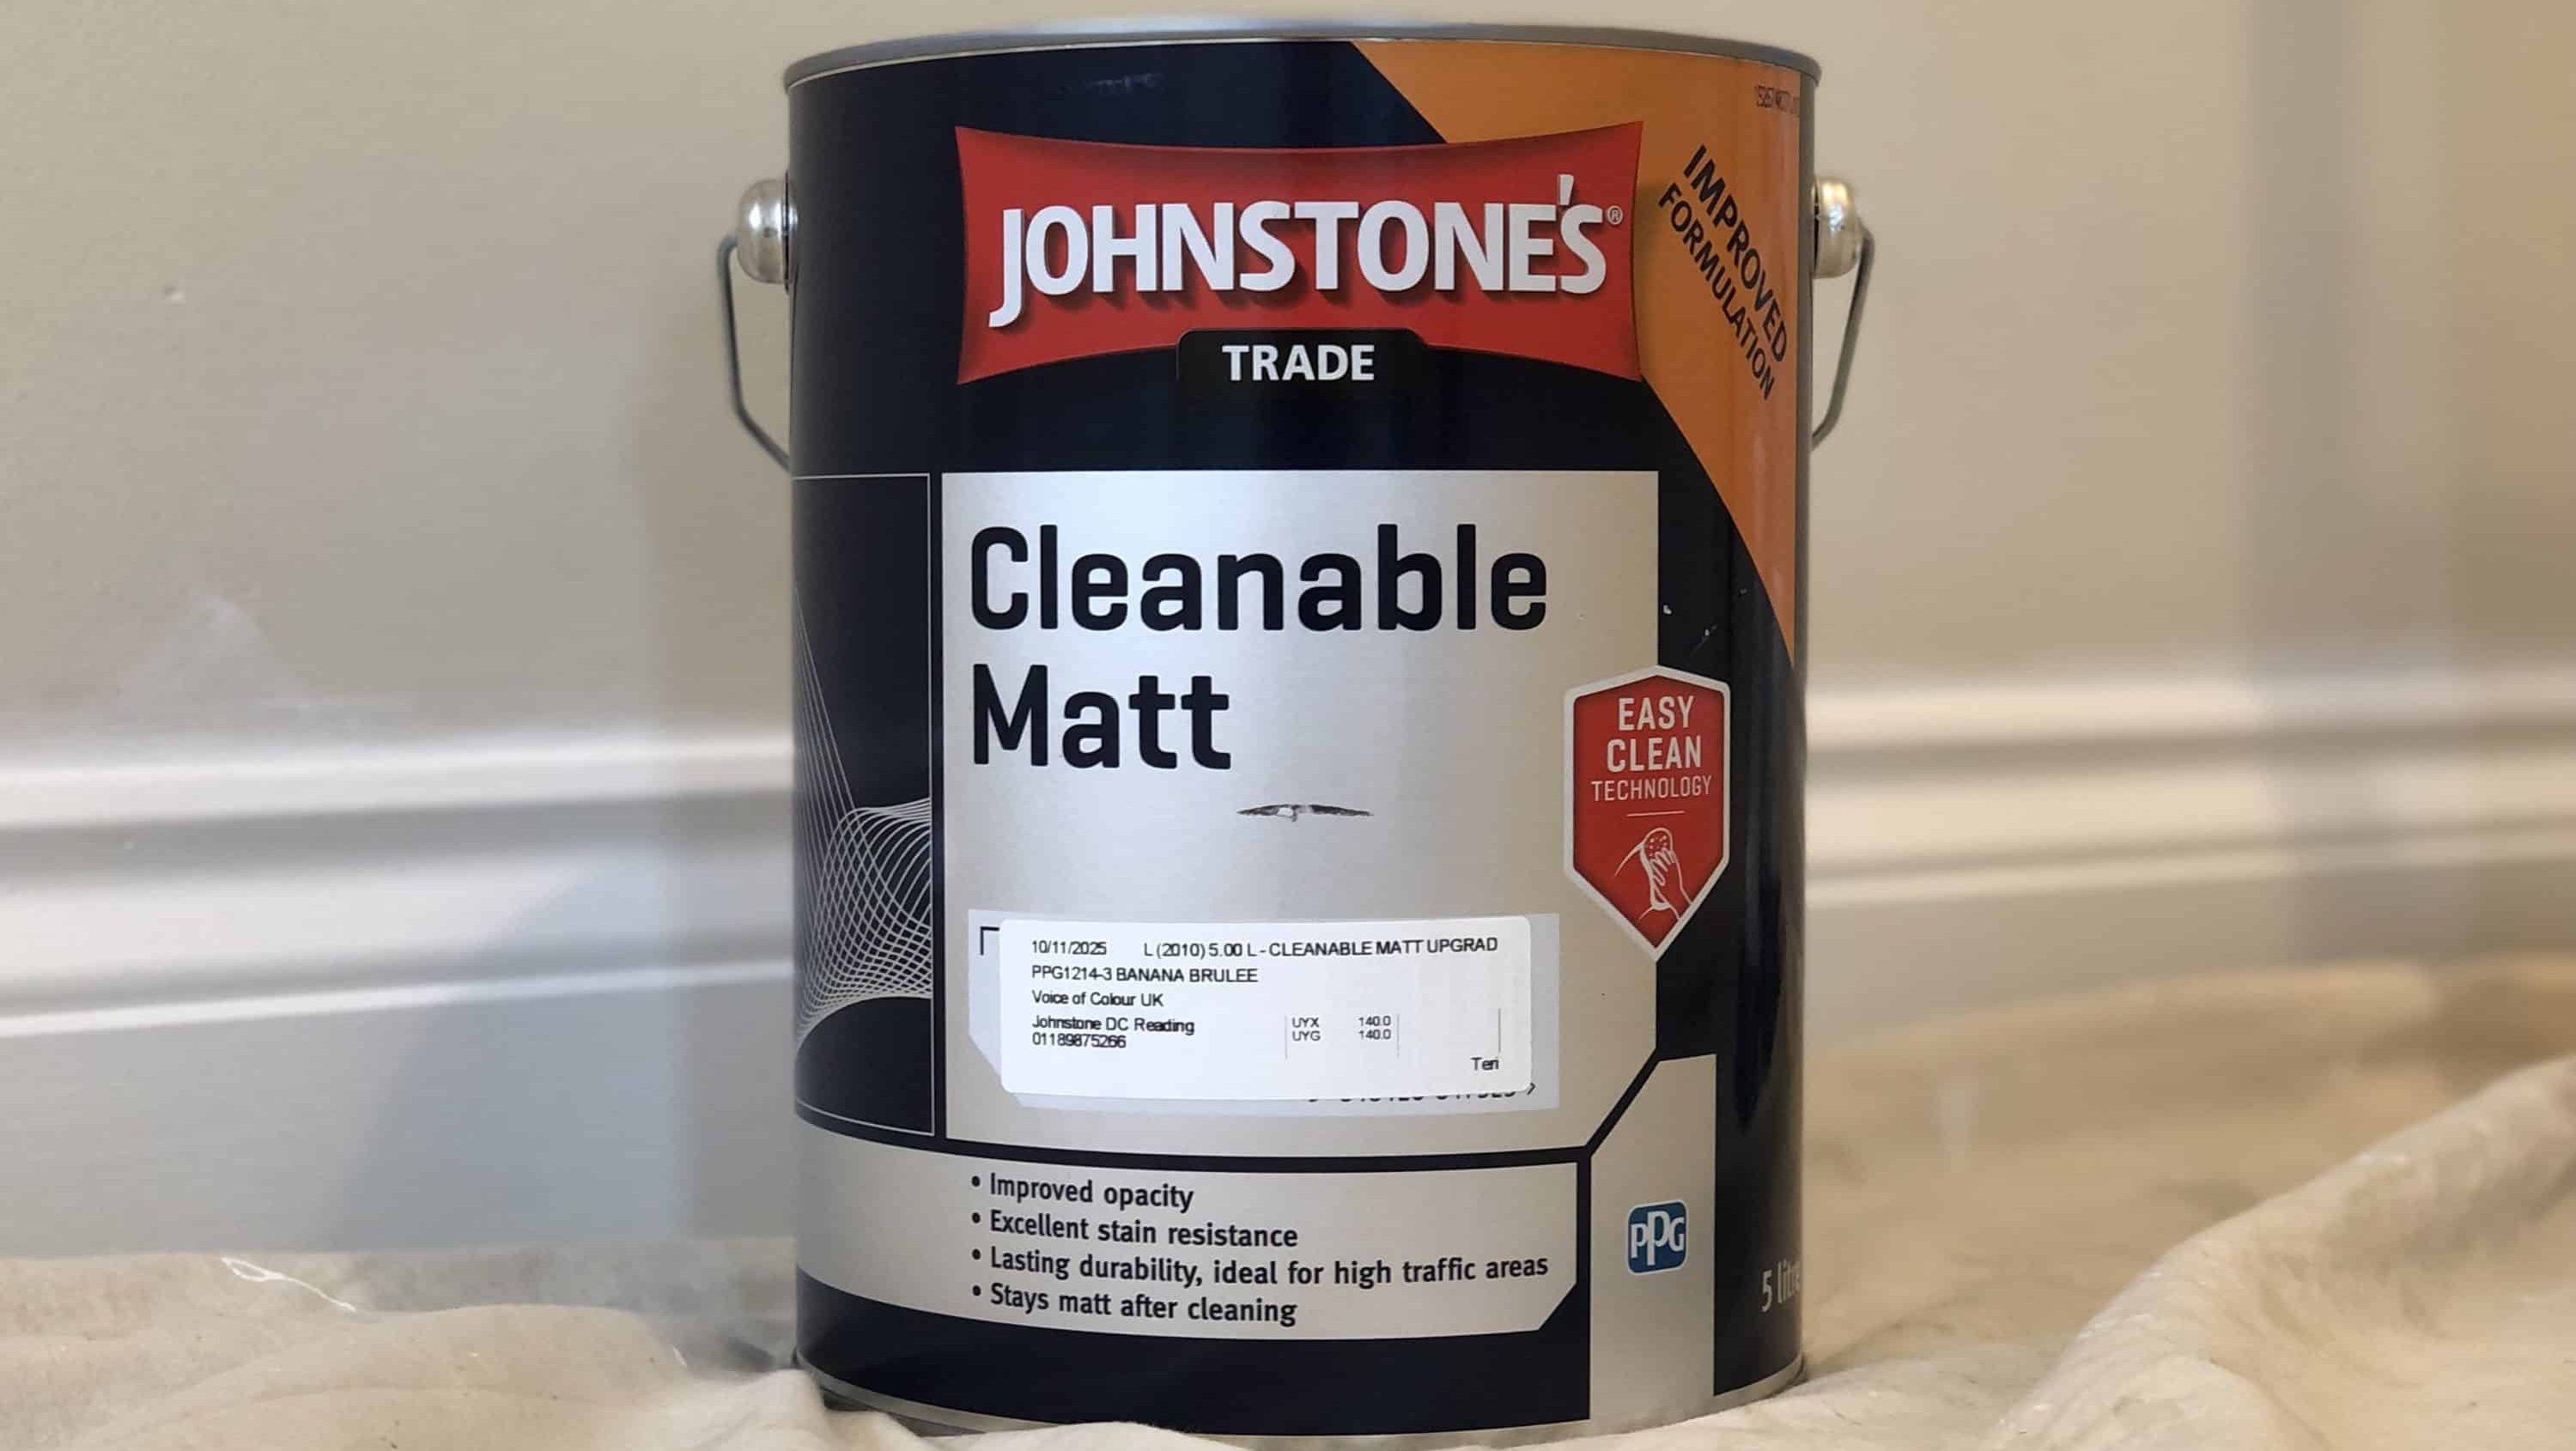 JOHNSTONE'S®
TRADE
IMPROVED
FORMULATION
Cleanable
Matt
EASY
CLEAN
TECHNOLOGY
10/11/2025 L (2010) 5.00 L - CLEANABLE MATT UPGRAD
PPG1214-3 BANANA BRULEE
Voice of Colour UK
Johnstone DC Reading
01189875266
UYX 140.0
UYG 140.0
Teri
• Improved opacity
• Excellent stain resistance
• Lasting durability, ideal for high traffic areas
• Stays matt after cleaning
PPG
5 litre